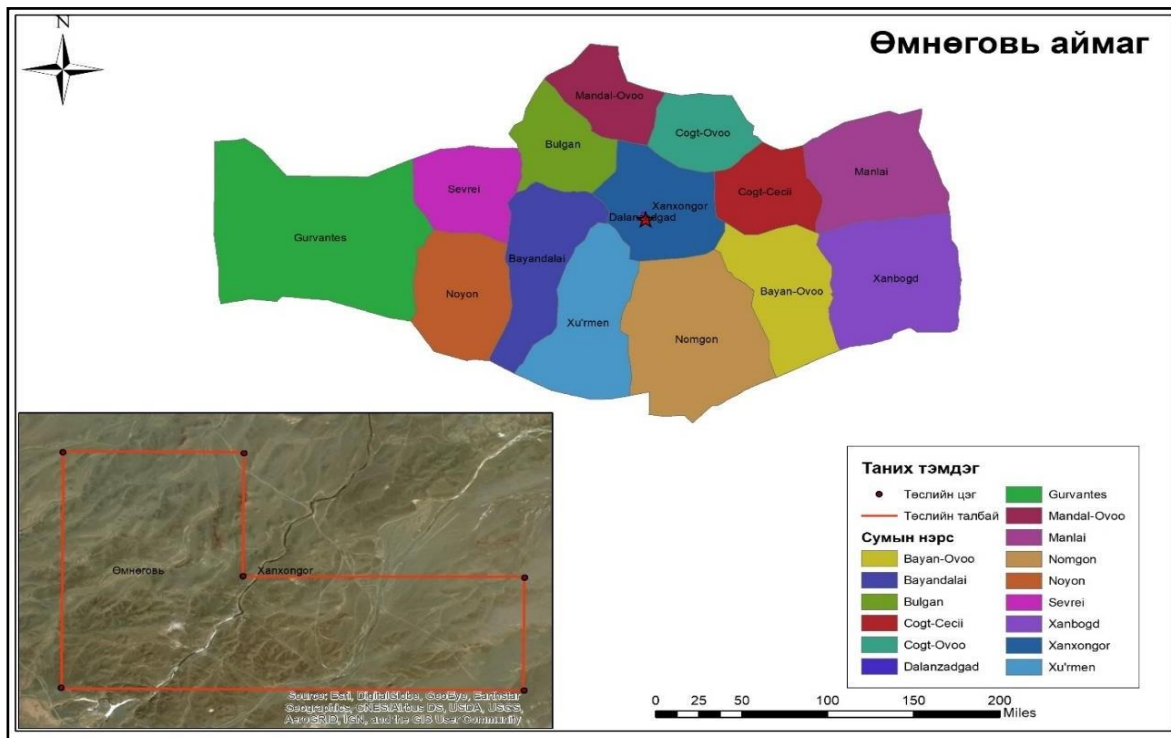 N
Өмнөговь аймаг
Mandal-Ovoo
Cogt-Ovoo
Bulgan
Manlai
Sevrei
Cogt-Cecii
Xanxongor
Dalanzadgad
Gurvantes
Bayandalai
Noyon
Bayan-Ovoo
Xanbogd
Xu'rmen
Nomgon
Өмнөговь
Xanxongor
Source: Esri, DigitalGlobe, GeoEye, Earthstar
Geographics, CNES/Airbus DS, USDA, USGS,
AeroGRID, IGN, and the GIS User Community
Таних тэмдэг
Төслийн цэг
Төслийн талбай
Сумын нэрс
Bayan-Ovoo
Bayandalai
Bulgan
Cogt-Cecii
Cogt-Ovoo
Dalanzadgad
Gurvantes
Mandal-Ovoo
Manlai
Nomgon
Noyon
Sevrei
Xanbogd
Xanxongor
Xu'rmen
0 25 50 100 150 200
Miles